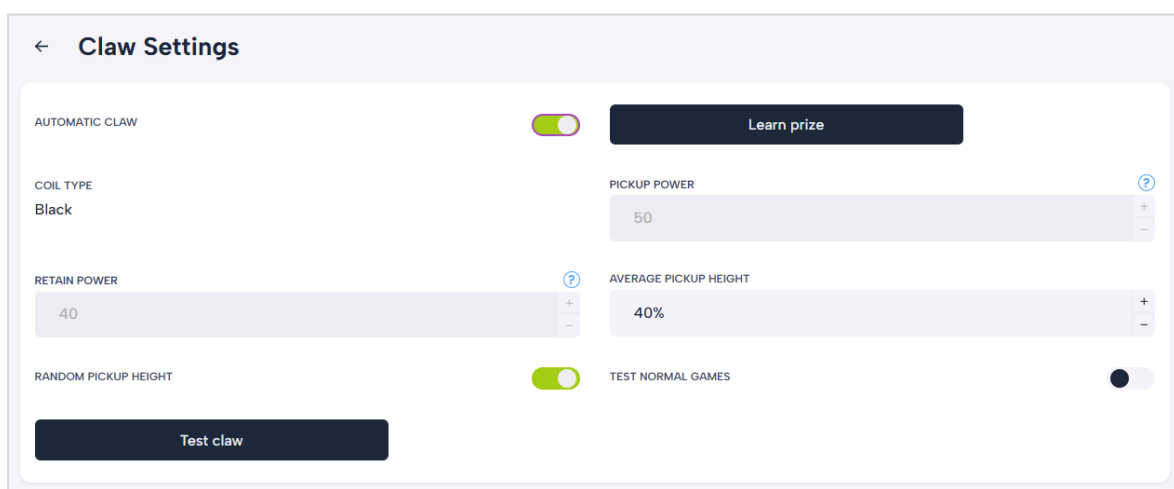 ← Claw Settings
AUTOMATIC CLAW
Learn prize
COIL TYPE
Black
PICKUP POWER ?
50
+
−
RETAIN POWER ?
40
+
−
AVERAGE PICKUP HEIGHT
40%
+
−
RANDOM PICKUP HEIGHT
TEST NORMAL GAMES
Test claw